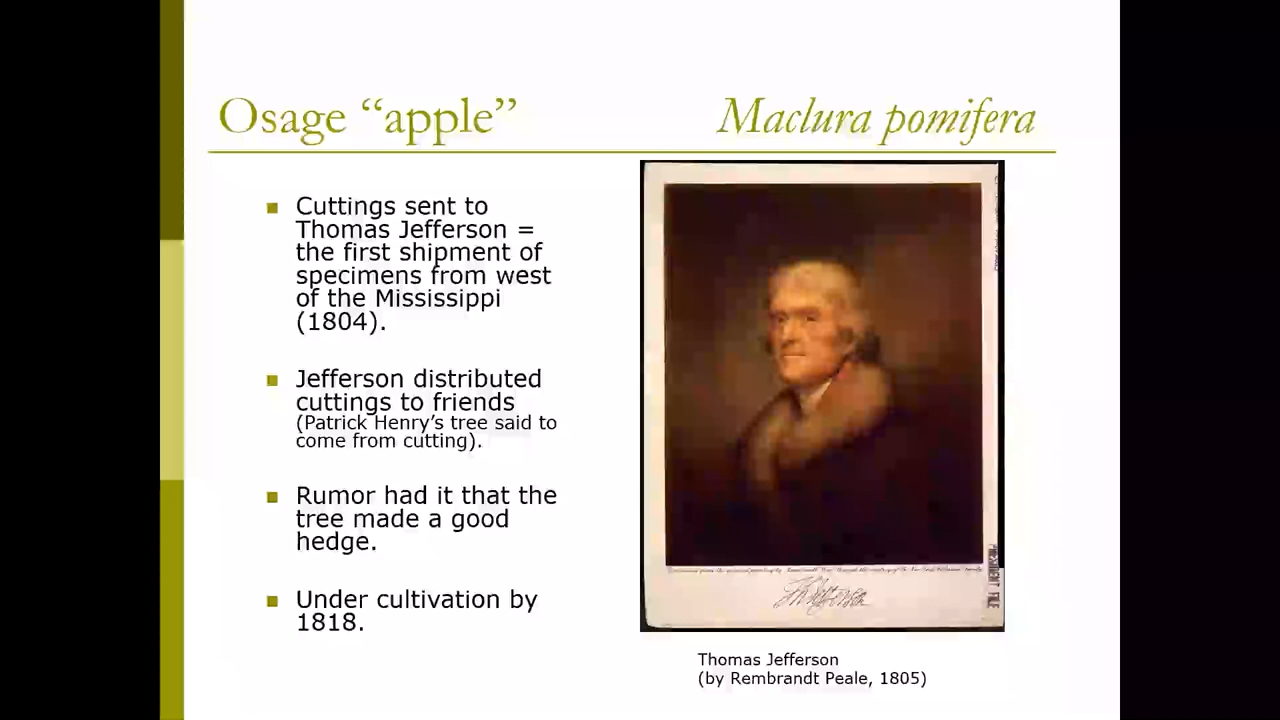 Osage “apple” Maclura pomifera
Cuttings sent to
Thomas Jefferson =
the first shipment of
specimens from west
of the Mississippi
(1804).
Jefferson distributed
cuttings to friends
(Patrick Henry’s tree said to
come from cutting).
Rumor had it that the
tree made a good
hedge.
Under cultivation by
1818.
Th Jefferson
Thomas Jefferson
(by Rembrandt Peale, 1805)